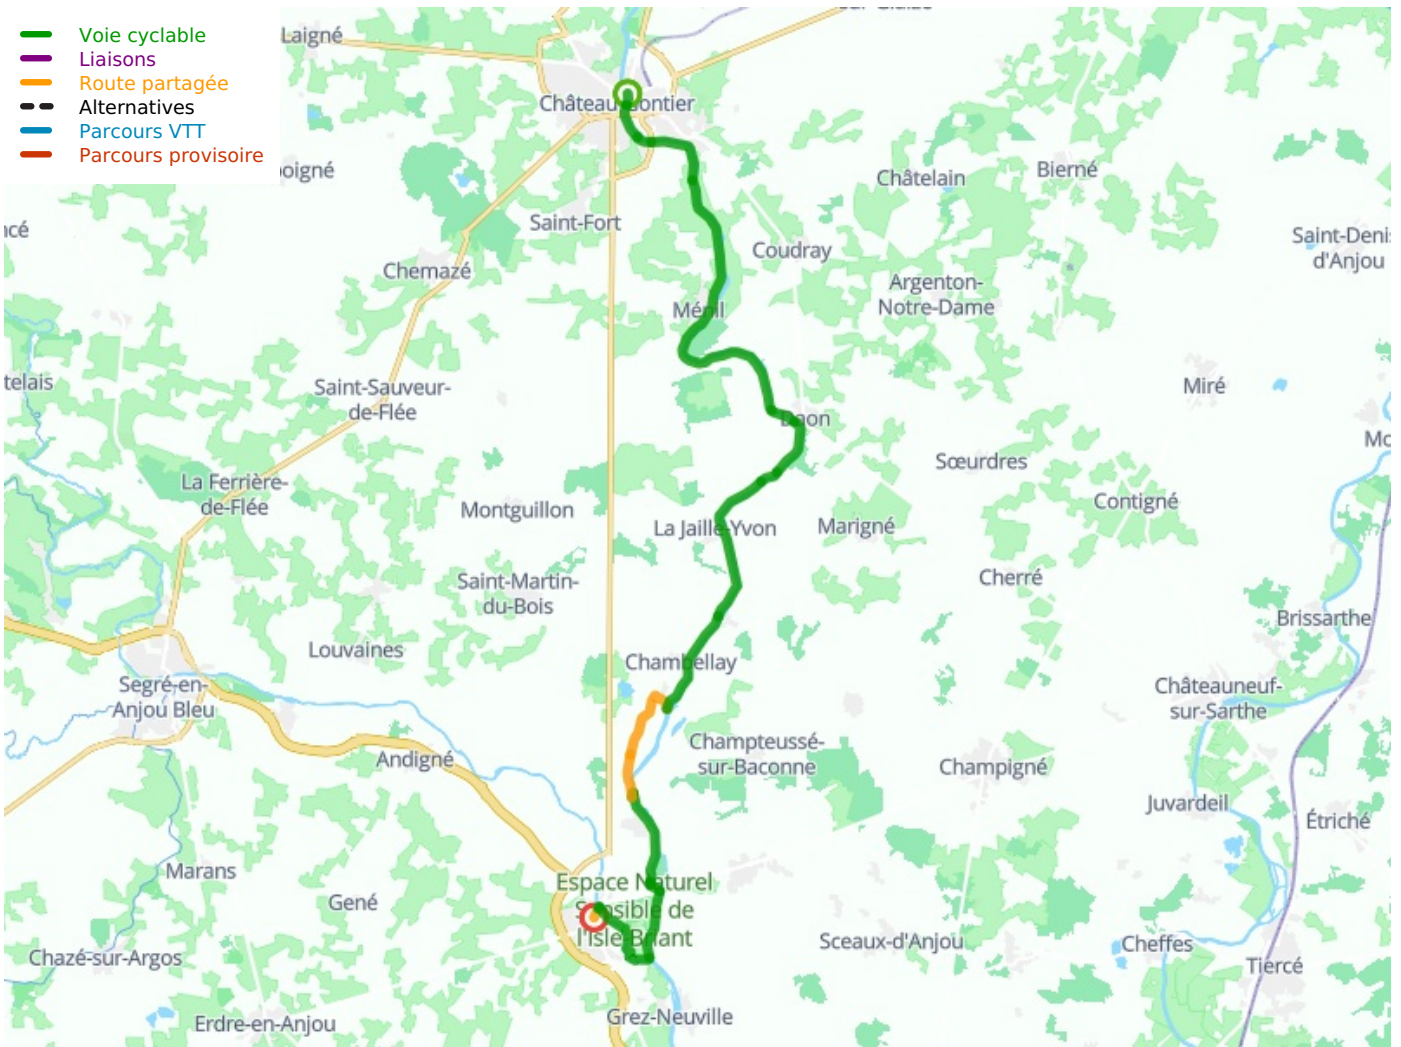 Voie cyclable
Liaisons
Route partagée
Alternatives
Parcours VTT
Parcours provisoire
Laigné
Saint-Fort
Chemazé
Châtelain
Bierné
Coudray
Saint-Denis
d'Anjou
Argenton-
Notre-Dame
Ménil
Saint-Sauveur-
de-Flée
Miré
Daon
Sœurdres
La Ferrière-
de-Flée
Montguillon
Contigné
La Jaille-Yvon
Marigné
Saint-Martin-
du-Bois
Cherré
Brissarthe
Louvaines
Chambellay
Segré-en-
Anjou Bleu
Châteauneuf-
sur-Sarthe
Andigné
Champteussé-
sur-Baconne
Champigné
Juvardeil
Étriché
Marans
Gené
Espace Naturel
Sensible de
l'Isle-Briant
Chazé-sur-Argos
Sceaux-d'Anjou
Cheffes
Tiercé
Erdre-en-Anjou
Grez-Neuville